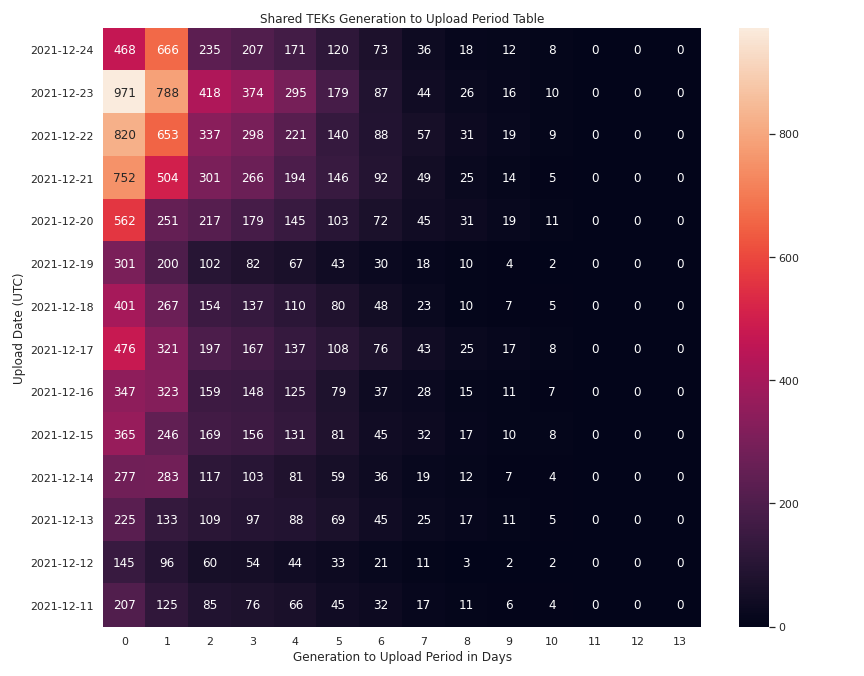 Shared TEKs Generation to Upload Period Table
Upload Date (UTC)
2021-12-24 468 666 235 207 171 120 73 36 18 12 8 0 0 0
2021-12-23 971 788 418 374 295 179 87 44 26 16 10 0 0 0
2021-12-22 820 653 337 298 221 140 88 57 31 19 9 0 0 0
2021-12-21 752 504 301 266 194 146 92 49 25 14 5 0 0 0
2021-12-20 562 251 217 179 145 103 72 45 31 19 11 0 0 0
2021-12-19 301 200 102 82 67 43 30 18 10 4 2 0 0 0
2021-12-18 401 267 154 137 110 80 48 23 10 7 5 0 0 0
2021-12-17 476 321 197 167 137 108 76 43 25 17 8 0 0 0
2021-12-16 347 323 159 148 125 79 37 28 15 11 7 0 0 0
2021-12-15 365 246 169 156 131 81 45 32 17 10 8 0 0 0
2021-12-14 277 283 117 103 81 59 36 19 12 7 4 0 0 0
2021-12-13 225 133 109 97 88 69 45 25 17 11 5 0 0 0
2021-12-12 145 96 60 54 44 33 21 11 3 2 2 0 0 0
2021-12-11 207 125 85 76 66 45 32 17 11 6 4 0 0 0
0 1 2 3 4 5 6 7 8 9 10 11 12 13
Generation to Upload Period in Days
800
600
400
200
0